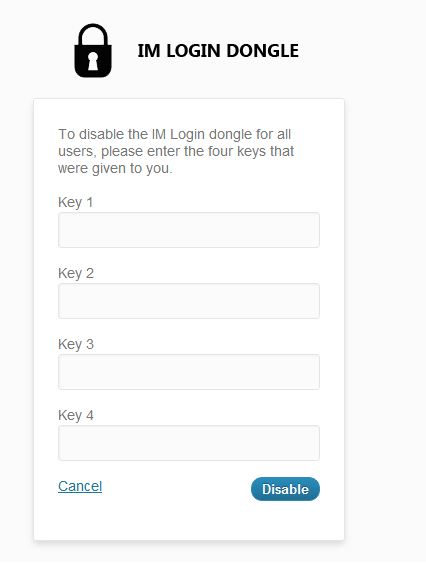 IM LOGIN DONGLE
To disable the IM Login dongle for all
users, please enter the four keys that
were given to you.
Key 1
Key 2
Key 3
Key 4
Cancel
Disable